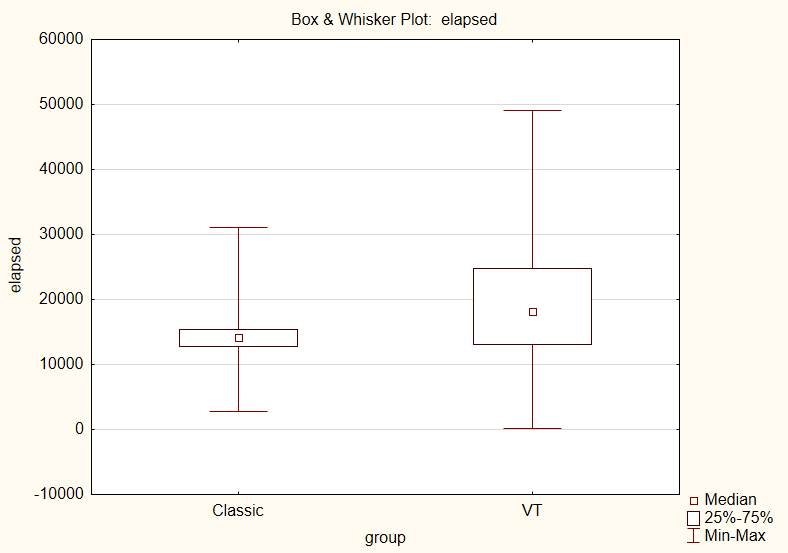 Box & Whisker Plot: elapsed
60000
50000
40000
30000
20000
10000
0
-10000
elapsed
Classic VT
group
Median
25%-75%
Min-Max